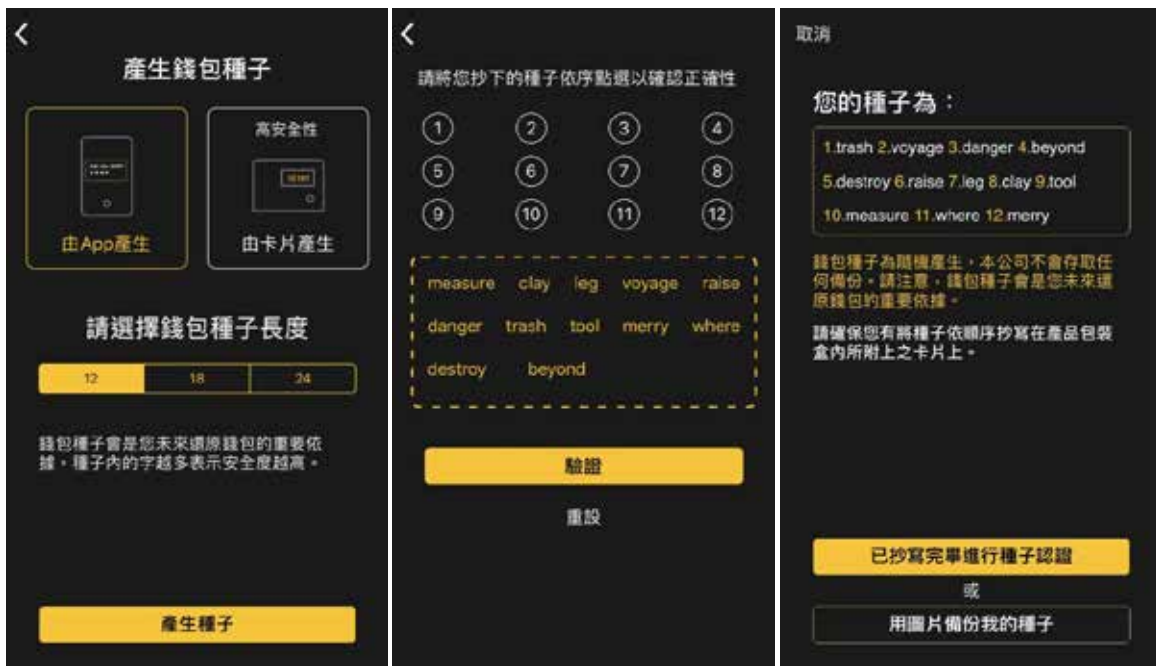 產生錢包種子
高安全性
由App產生
由卡片產生
請選擇錢包種子長度
12 18 24
錢包種子會是您未來還原錢包的重要依
據。種子內的字越多表示安全度越高。
產生種子
請將您抄下的種子依序點選以確認正確性
1 2 3 4
5 6 7 8
9 10 11 12
measure clay leg voyage raise
danger trash tool merry where
destroy beyond
驗證
重設
取消
您的種子為：
1.trash 2.voyage 3.danger 4.beyond
5.destroy 6.raise 7.leg 8.clay 9.tool
10.measure 11.where 12.merry
錢包種子為隨機產生，本公司不會存取任
何備份。請注意，錢包種子會是您未來還
原錢包的重要依據。
請確保您有將種子依順序抄寫在產品包裝
盒內所附上之卡片上。
已抄寫完畢進行種子認證
或
用圖片備份我的種子